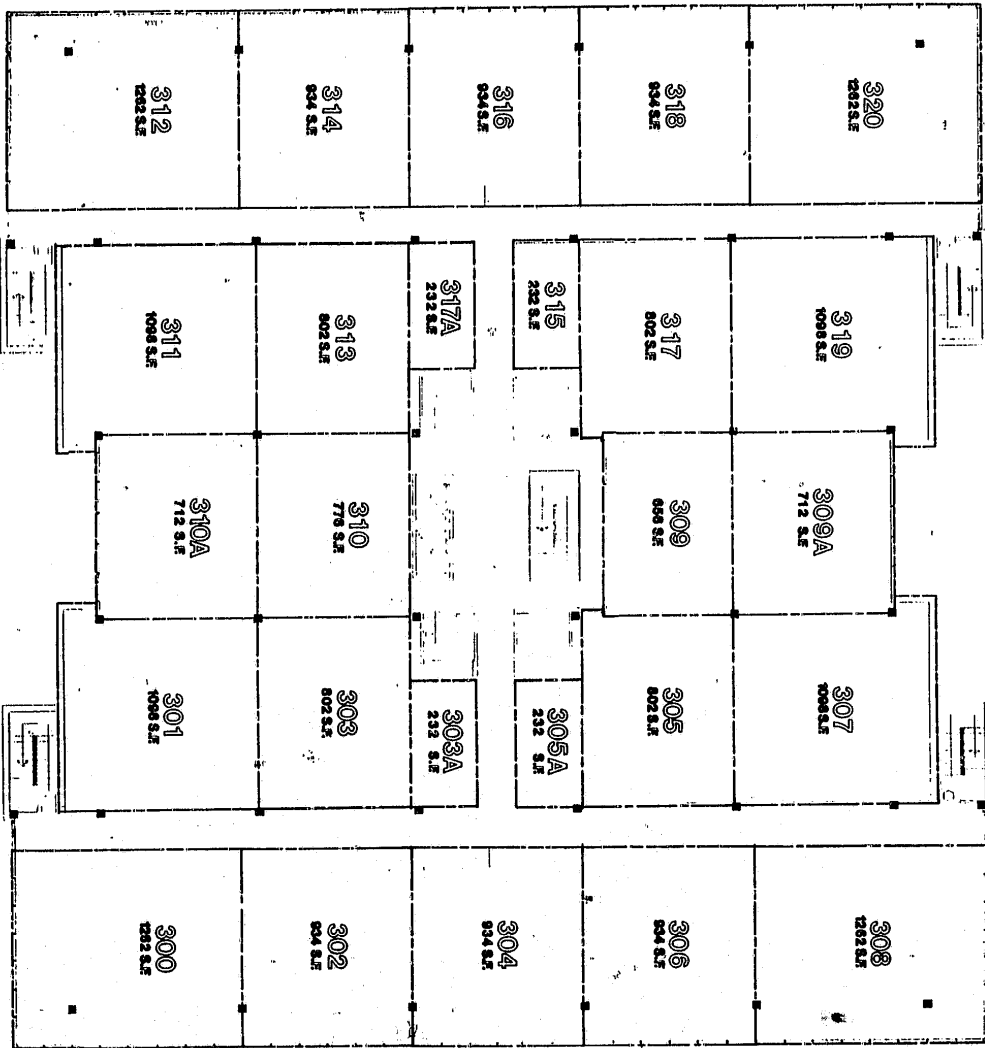 312
1262 S.F.
314
934 S.F.
316
934 S.F.
318
934 S.F.
320
1262 S.F.
311
1098 S.F.
313
802 S.F.
317A
232 S.F.
315
232 S.F.
317
802 S.F.
319
1098 S.F.
310A
712 S.F.
310
776 S.F.
309
656 S.F.
309A
712 S.F.
301
1098 S.F.
303
802 S.F.
303A
232 S.F.
305A
232 S.F.
305
802 S.F.
307
1098 S.F.
300
1262 S.F.
302
934 S.F.
304
934 S.F.
306
934 S.F.
308
1262 S.F.